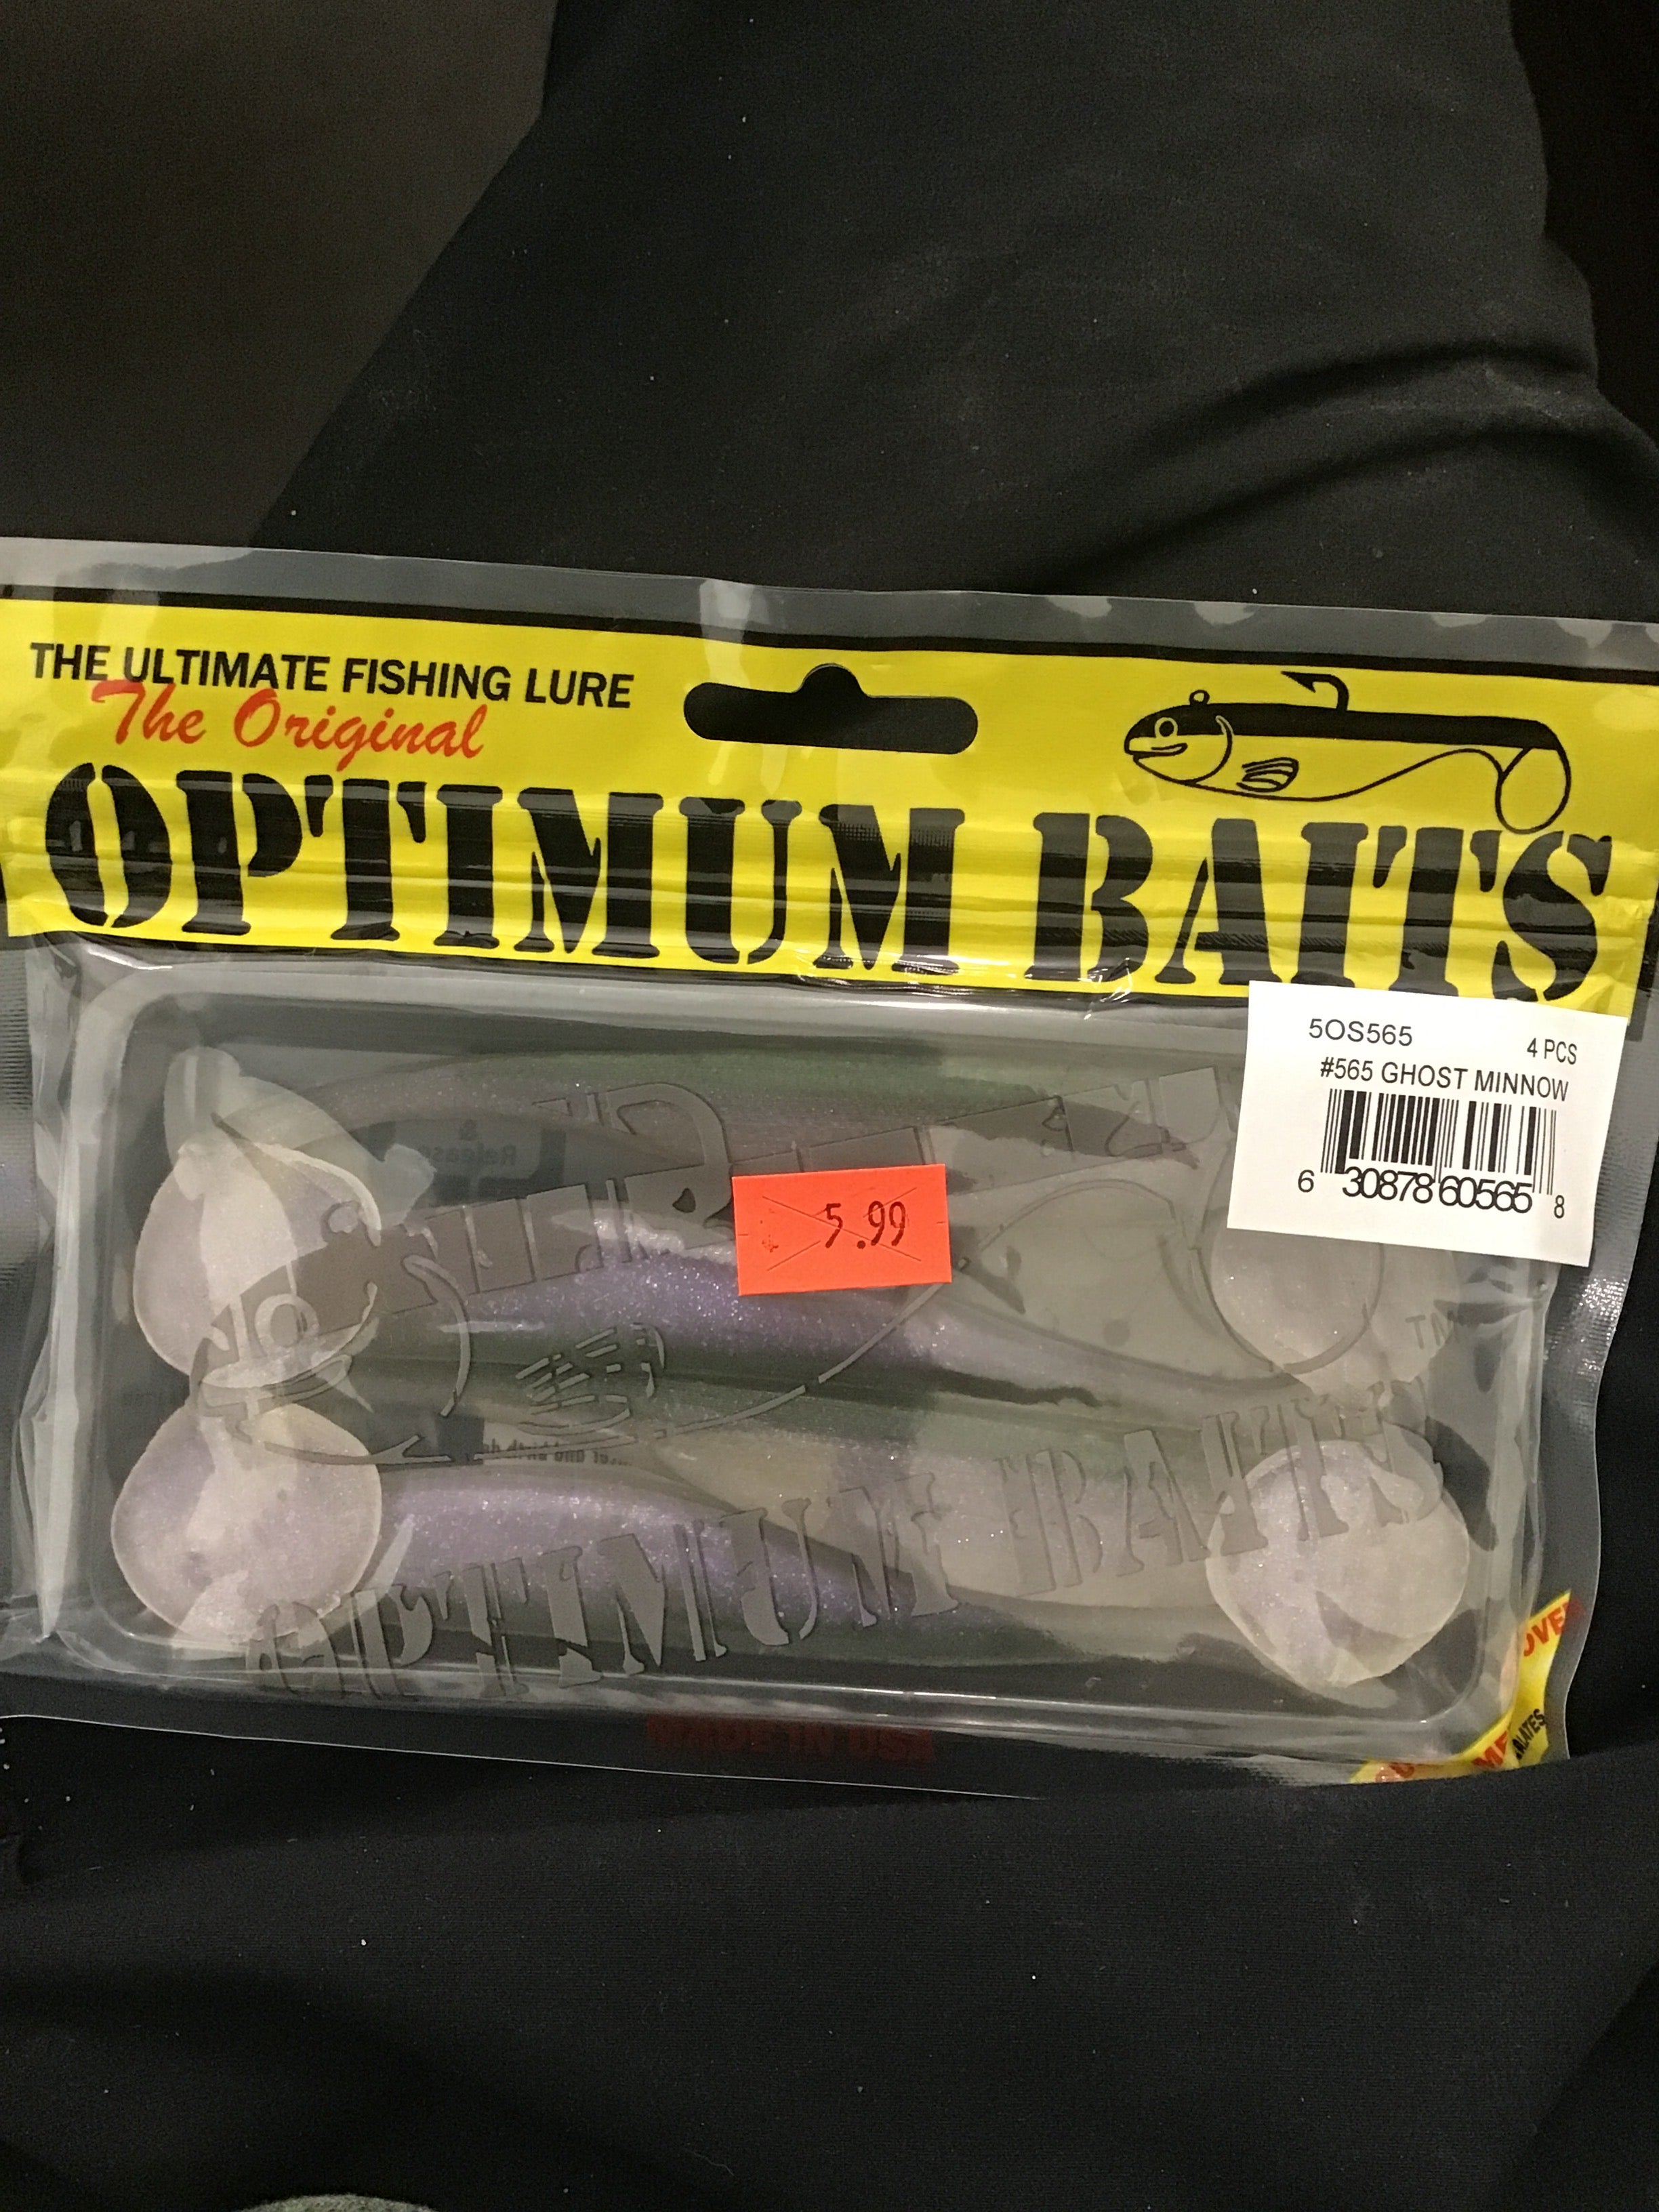 THE ULTIMATE FISHING LURE
The Original
OPTIMUM BAITS
5OS565 4 PCS
#565 GHOST MINNOW
6 30878 60565 8
5.99
TM
OPTIMUM BAITS
MADE IN USA